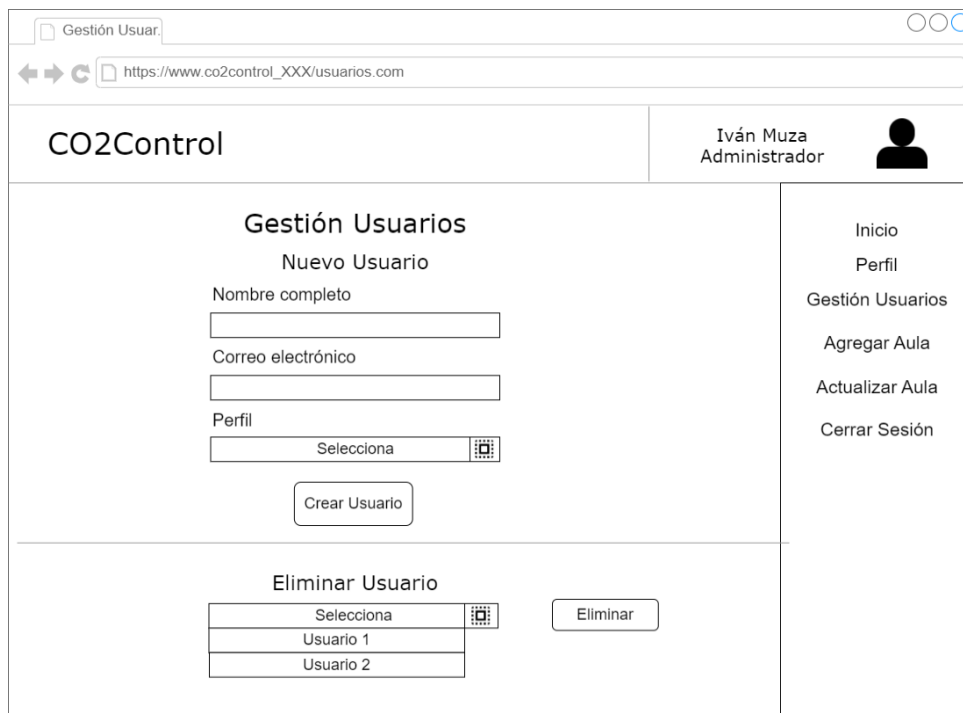 Gestión Usuar.
https://www.co2control_XXX/usuarios.com
CO2Control
Iván Muza
Administrador
Gestión Usuarios
Nuevo Usuario
Nombre completo
Correo electrónico
Perfil
Selecciona
Crear Usuario
Eliminar Usuario
Selecciona
Eliminar
Usuario 1
Usuario 2
Inicio
Perfil
Gestión Usuarios
Agregar Aula
Actualizar Aula
Cerrar Sesión